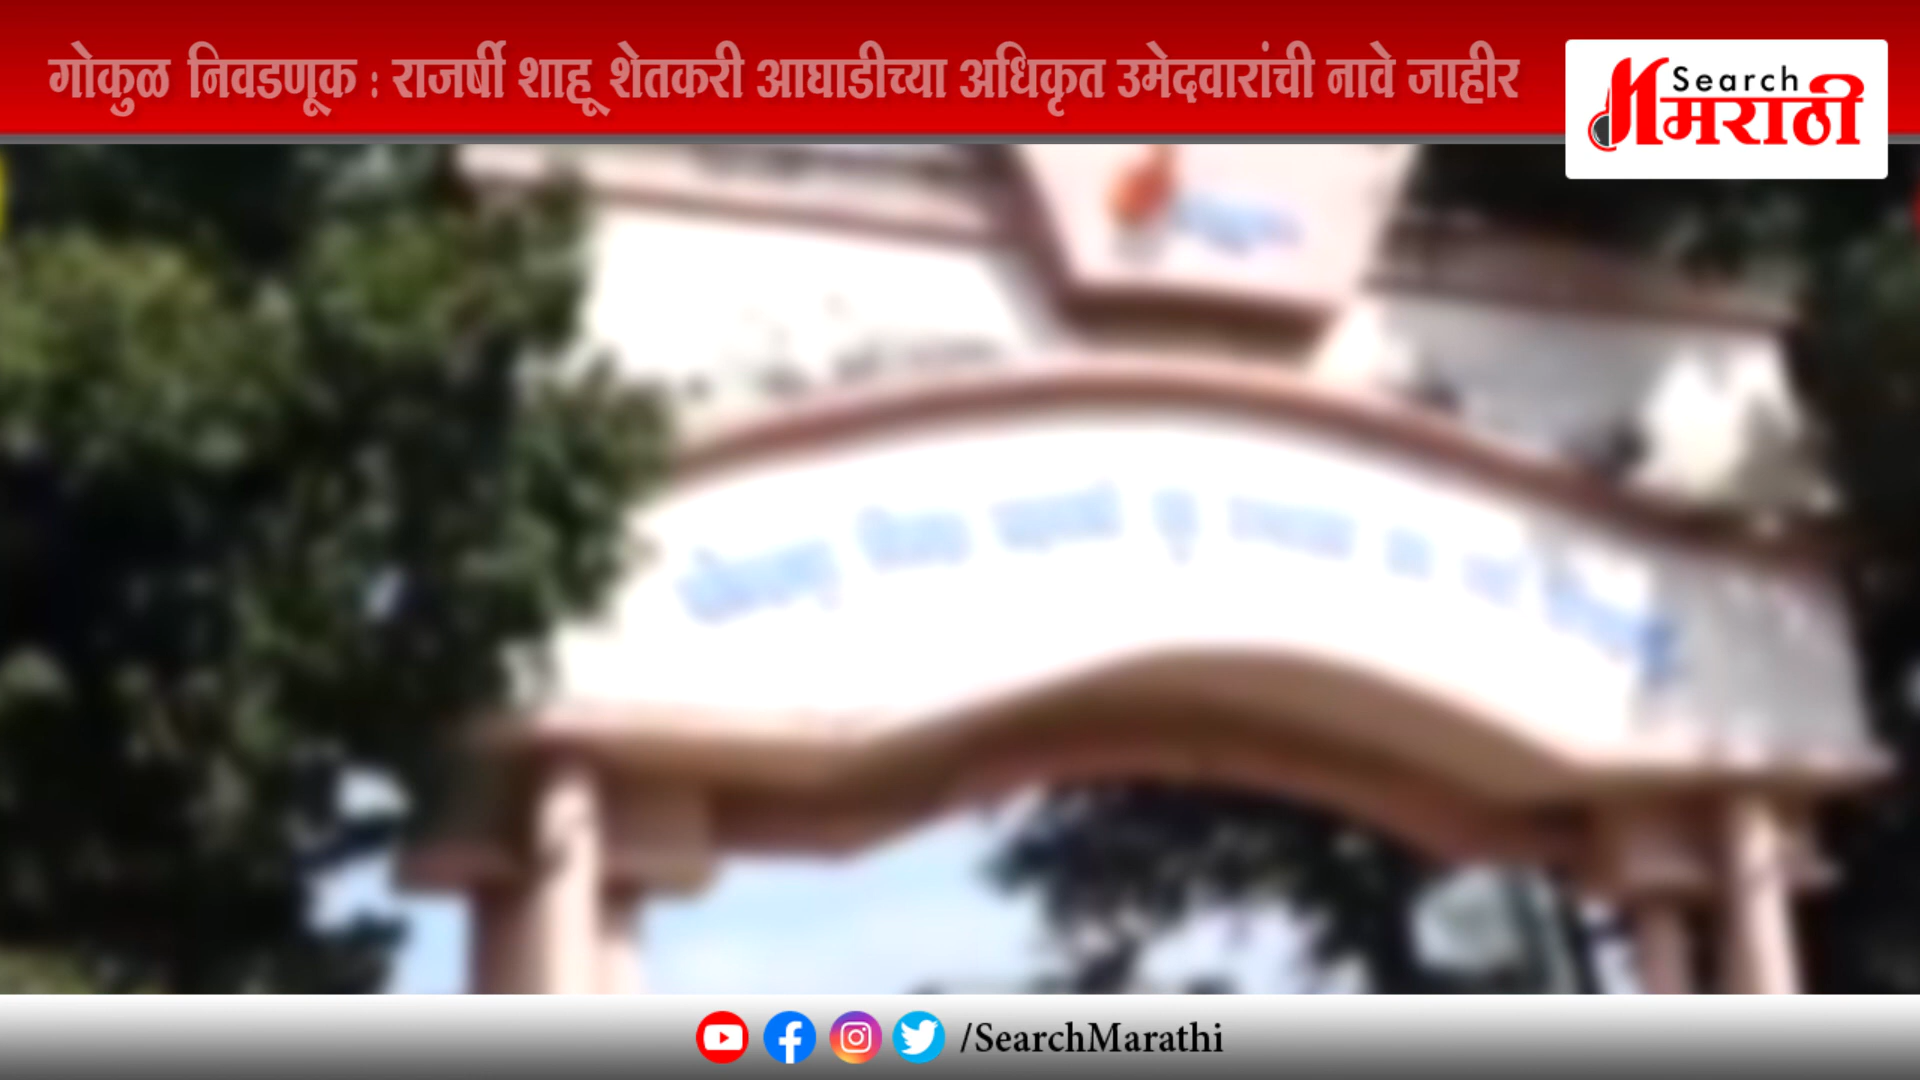 गोकुळ निवडणूक : राजर्षी शाहू शेतकरी आघाडीच्या अधिकृत उमेदवारांची नावे जाहीर
Search
मराठी
/SearchMarathi